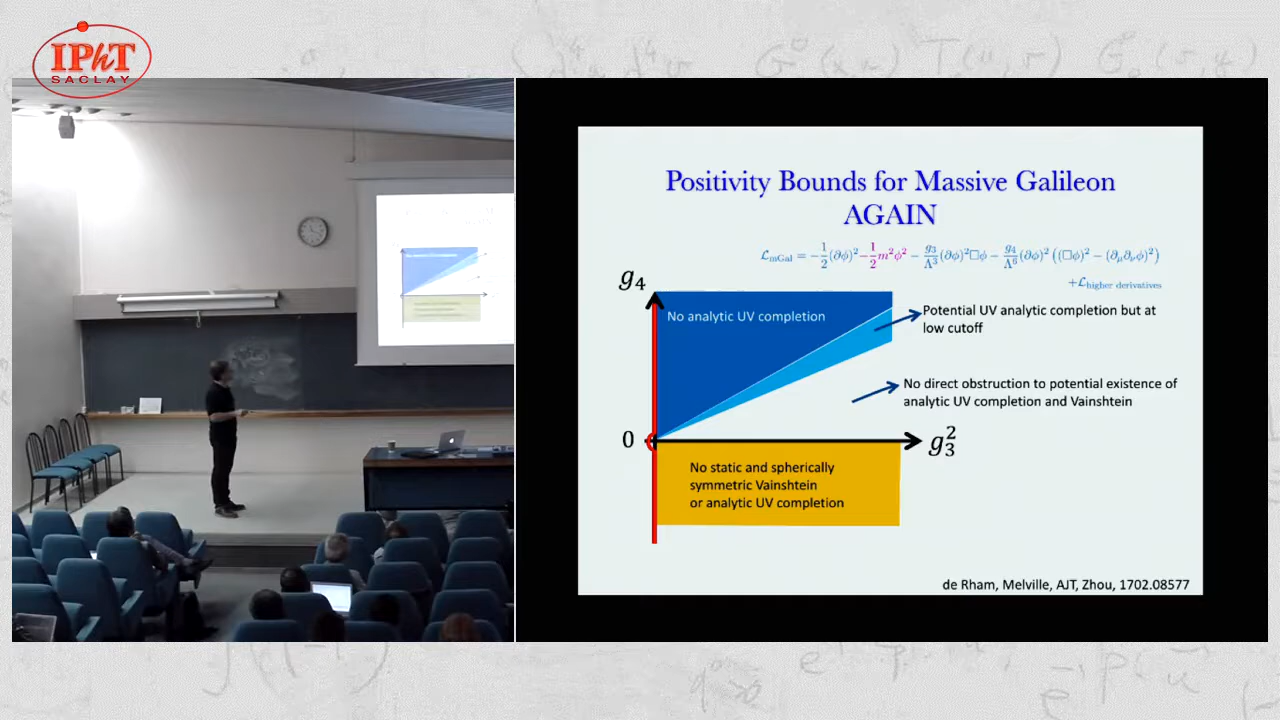 IPhT
SACLAY
Positivity Bounds for Massive Galileon
AGAIN
ℒ_mGal = −1/2(∂ϕ)² −1/2 m²ϕ² − g₃/Λ³ (∂ϕ)²□ϕ − g₄/Λ⁶ (∂ϕ)² ((□ϕ)² − (∂_μ∂_νϕ)²)
+ℒ_higher derivatives
g₄
No analytic UV completion
Potential UV analytic completion but at
low cutoff
No direct obstruction to potential existence of
analytic UV completion and Vainshtein
0
g₃²
No static and spherically
symmetric Vainshtein
or analytic UV completion
de Rham, Melville, AJT, Zhou, 1702.08577